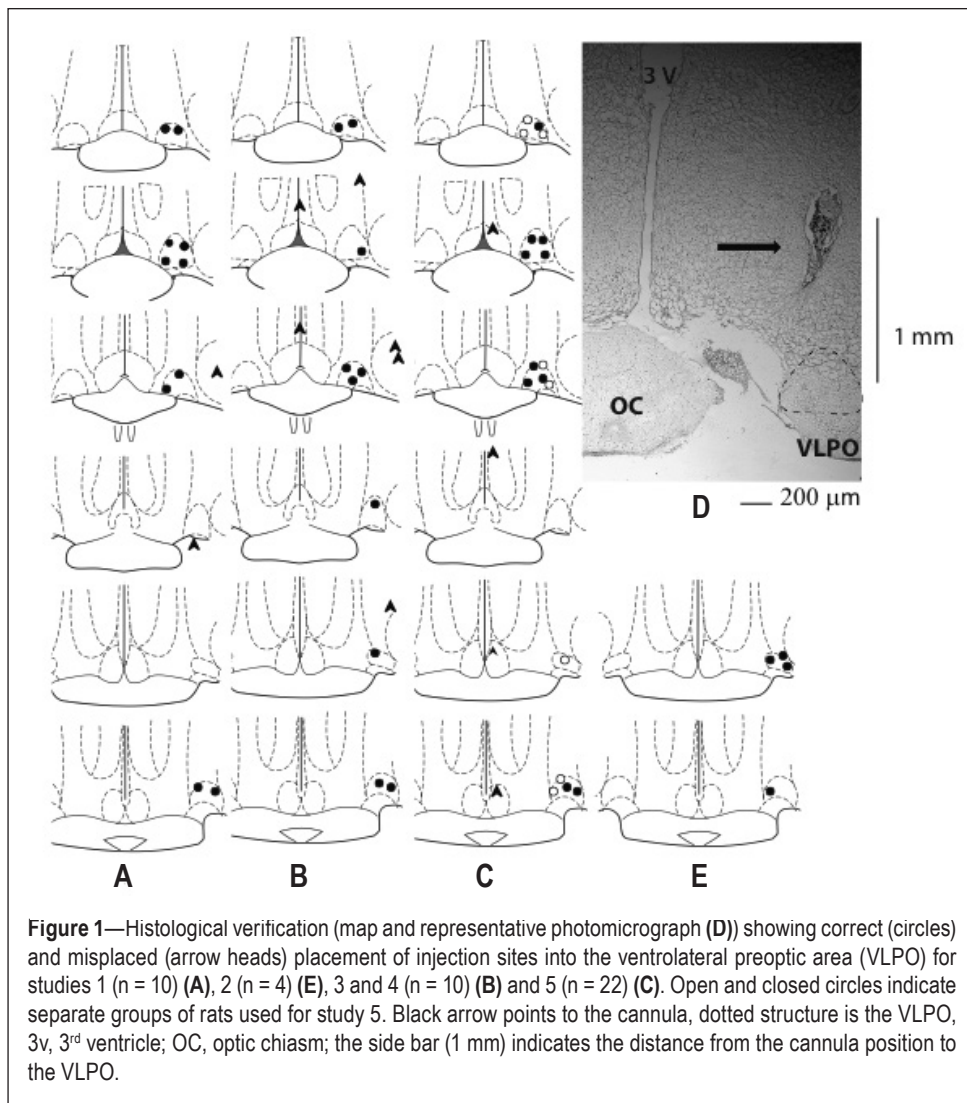 3 V
1 mm
OC
VLPO
D
200 µm
A
B
C
E
Figure 1—Histological verification (map and representative photomicrograph (D)) showing correct (circles)
and misplaced (arrow heads) placement of injection sites into the ventrolateral preoptic area (VLPO) for
studies 1 (n = 10) (A), 2 (n = 4) (E), 3 and 4 (n = 10) (B) and 5 (n = 22) (C). Open and closed circles indicate
separate groups of rats used for study 5. Black arrow points to the cannula, dotted structure is the VLPO,
3v, 3rd ventricle; OC, optic chiasm; the side bar (1 mm) indicates the distance from the cannula position to
the VLPO.